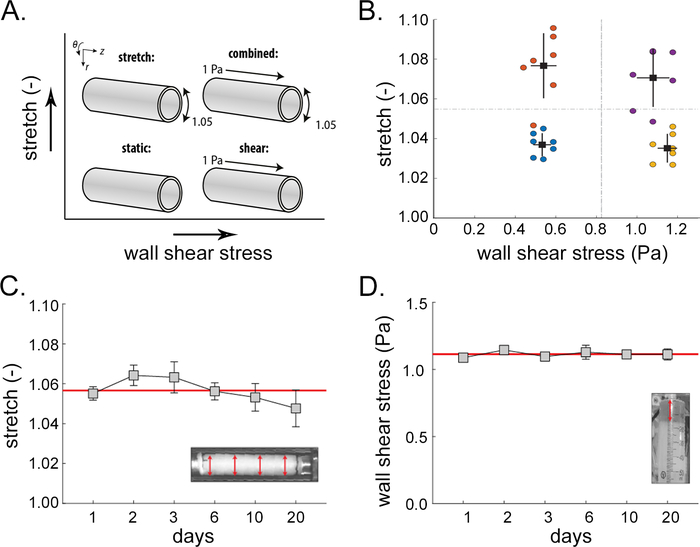 A.
θ
z
r
stretch:
combined:
1 Pa
1.05
1.05
static:
shear:
1 Pa
stretch (-)
wall shear stress
B.
1.10
1.08
1.06
1.04
1.02
1.00
stretch (-)
0 0.2 0.4 0.6 0.8 1.0 1.2
wall shear stress (Pa)
C.
1.10
1.08
1.06
1.04
1.02
1.00
stretch (-)
1 2 3 6 10 20
days
D.
1.5
1.0
0.5
0.0
wall shear stress (Pa)
1 2 3 6 10 20
days